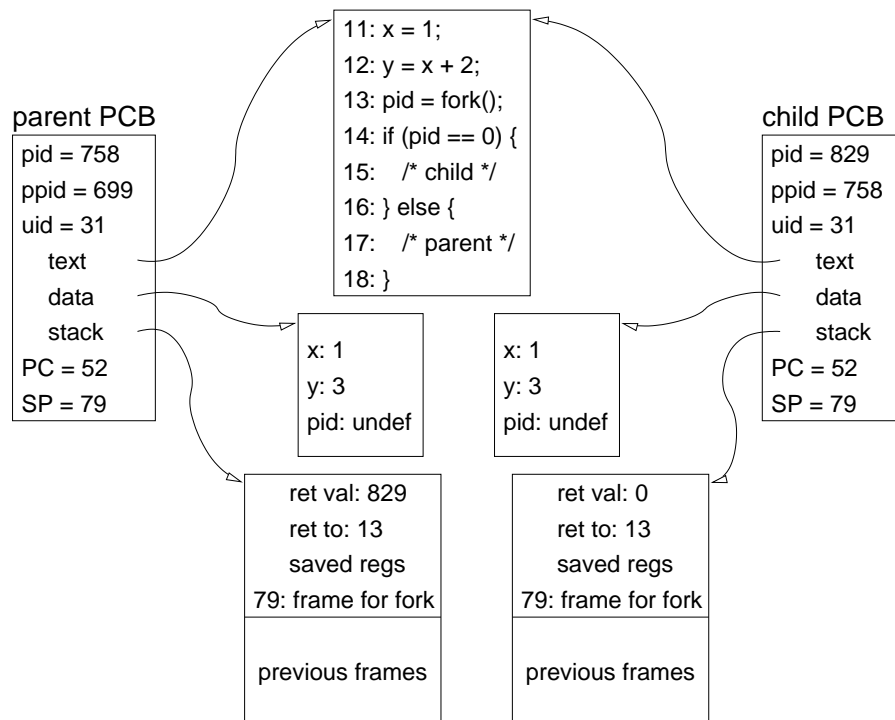 11: x = 1;
12: y = x + 2;
13: pid = fork();
14: if (pid == 0) {
15: /* child */
16: } else {
17: /* parent */
18: }
parent PCB
pid = 758
ppid = 699
uid = 31
text
data
stack
PC = 52
SP = 79
child PCB
pid = 829
ppid = 758
uid = 31
text
data
stack
PC = 52
SP = 79
x: 1
y: 3
pid: undef
x: 1
y: 3
pid: undef
ret val: 829
ret to: 13
saved regs
79: frame for fork
previous frames
ret val: 0
ret to: 13
saved regs
79: frame for fork
previous frames